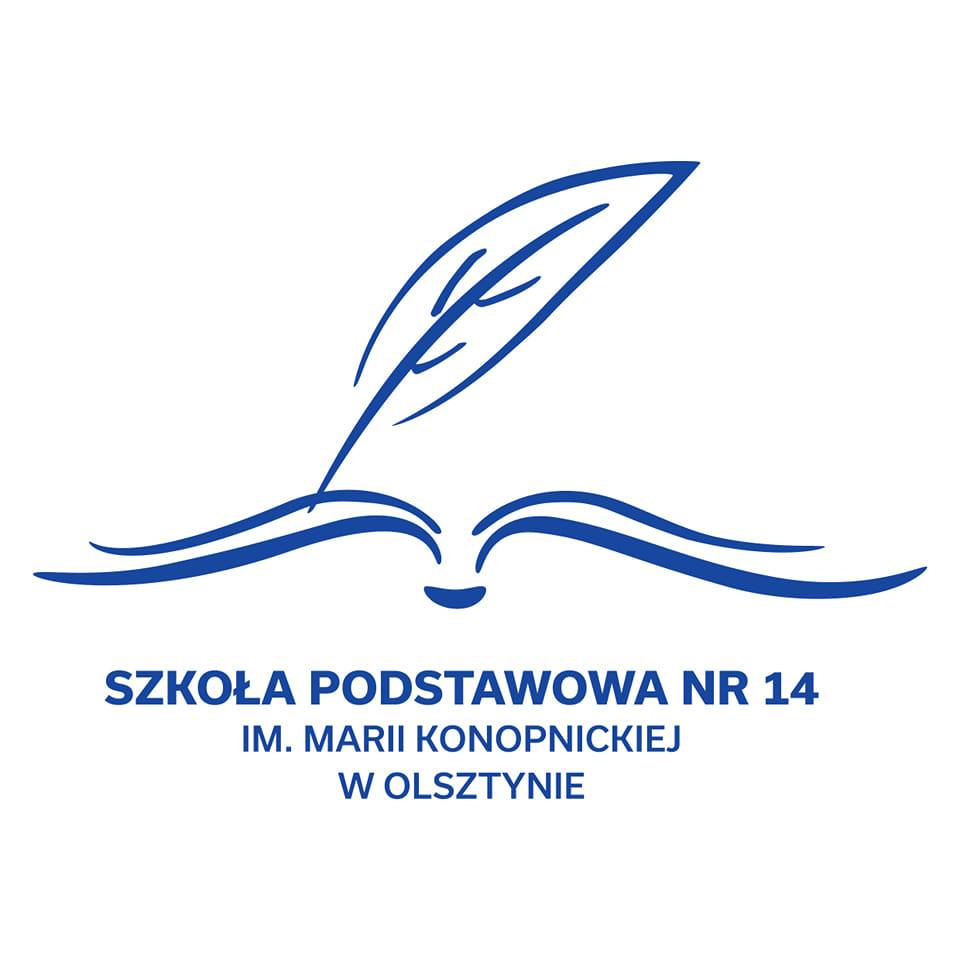 SZKOŁA PODSTAWOWA NR 14
IM. MARII KONOPNICKIEJ
W OLSZTYNIE